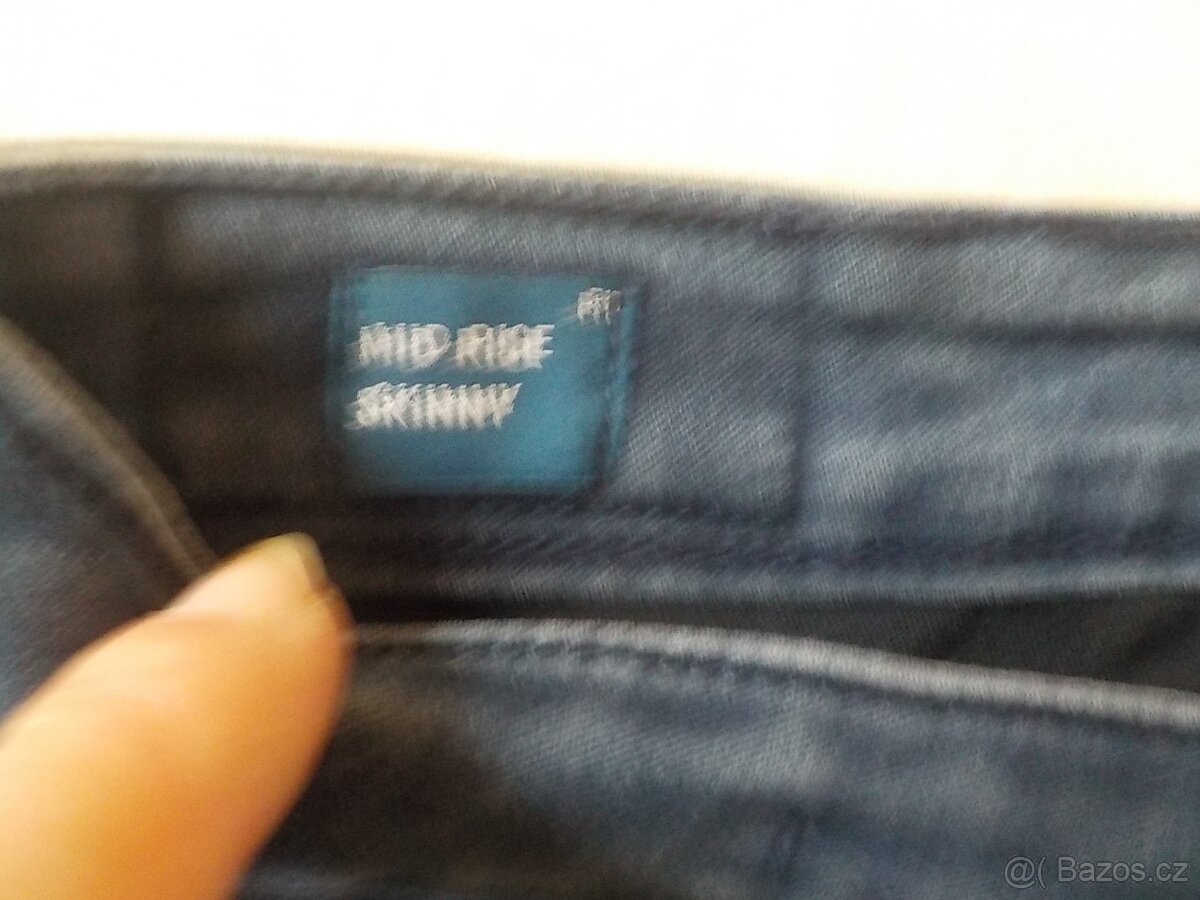 MID RISE
SKINNY
@( Bazos.cz